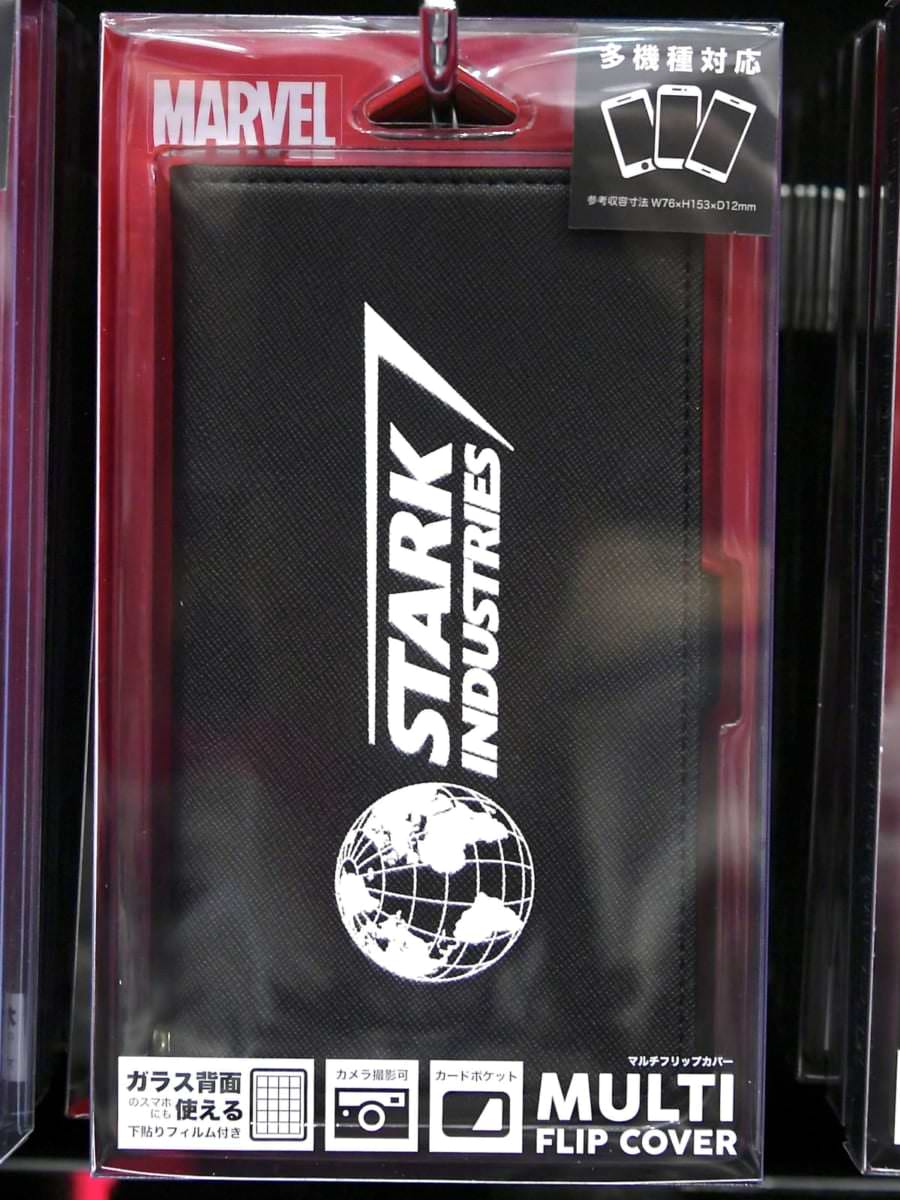 MARVEL
多機種対応
参考収容寸法 W76×H153×D12mm
STARK
INDUSTRIES
ガラス背面
のスマホ
にも使える
下貼りフィルム付き
カメラ撮影可
カードポケット
マルチフリップカバー
MULTI
FLIP COVER